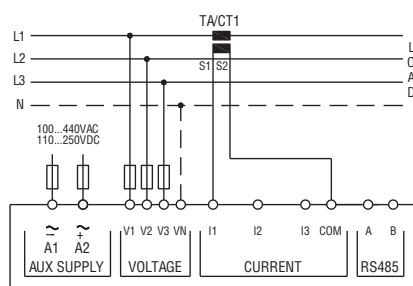 TA/CT1
L1
L2
L3
N
S1 S2
LOAD
100...440VAC
110...250VDC
~ ~
− +
A1 A2
V1 V2 V3 VN
I1 I2 I3 COM
A B
AUX SUPPLY
VOLTAGE
CURRENT
RS485